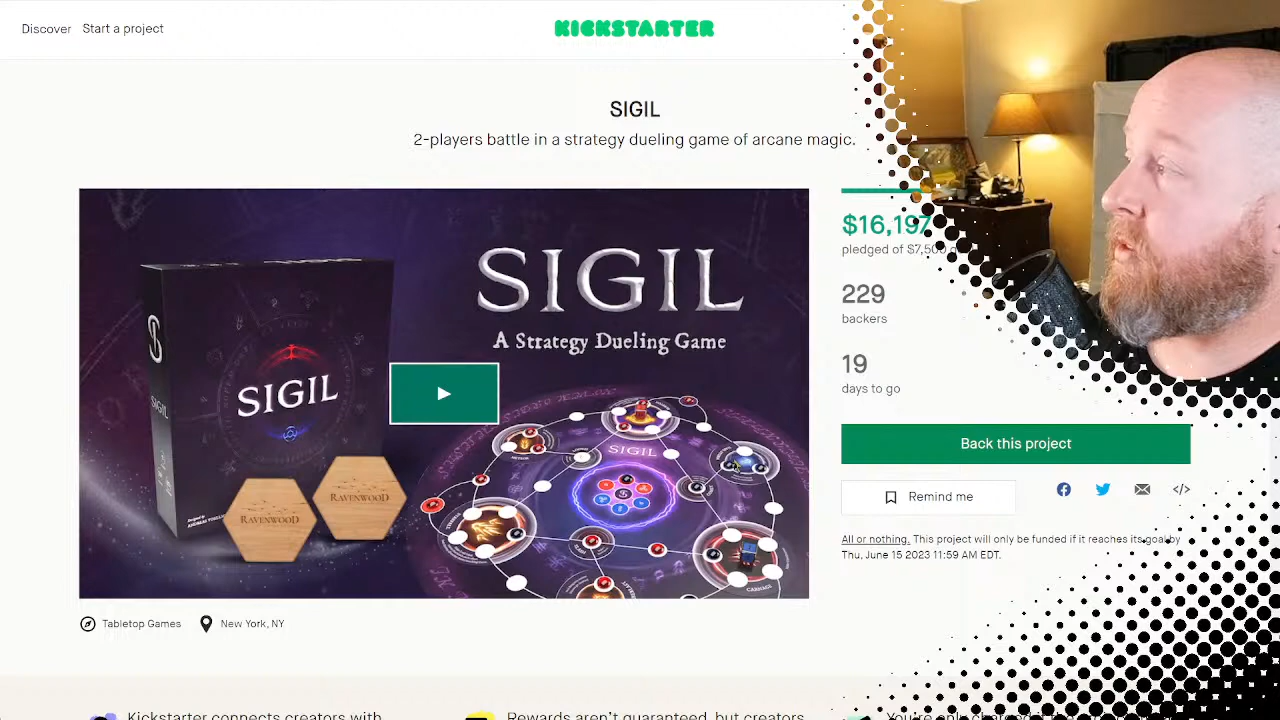 Discover Start a project
KICKSTARTER
SIGIL
2-players battle in a strategy dueling game of arcane magic.
SIGIL
A Strategy Dueling Game
SIGIL
SIGIL
RAVENWOOD
RAVENWOOD
SIGIL
CARNAGE
$16,197
pledged of $7,500
229
backers
19
days to go
Back this project
Remind me
All or nothing. This project will only be funded if it reaches its goal by
Thu, June 15 2023 11:59 AM EDT.
Tabletop Games New York, NY
Kickstarter connects creators with
Rewards aren't guaranteed, but creators
You're only charged